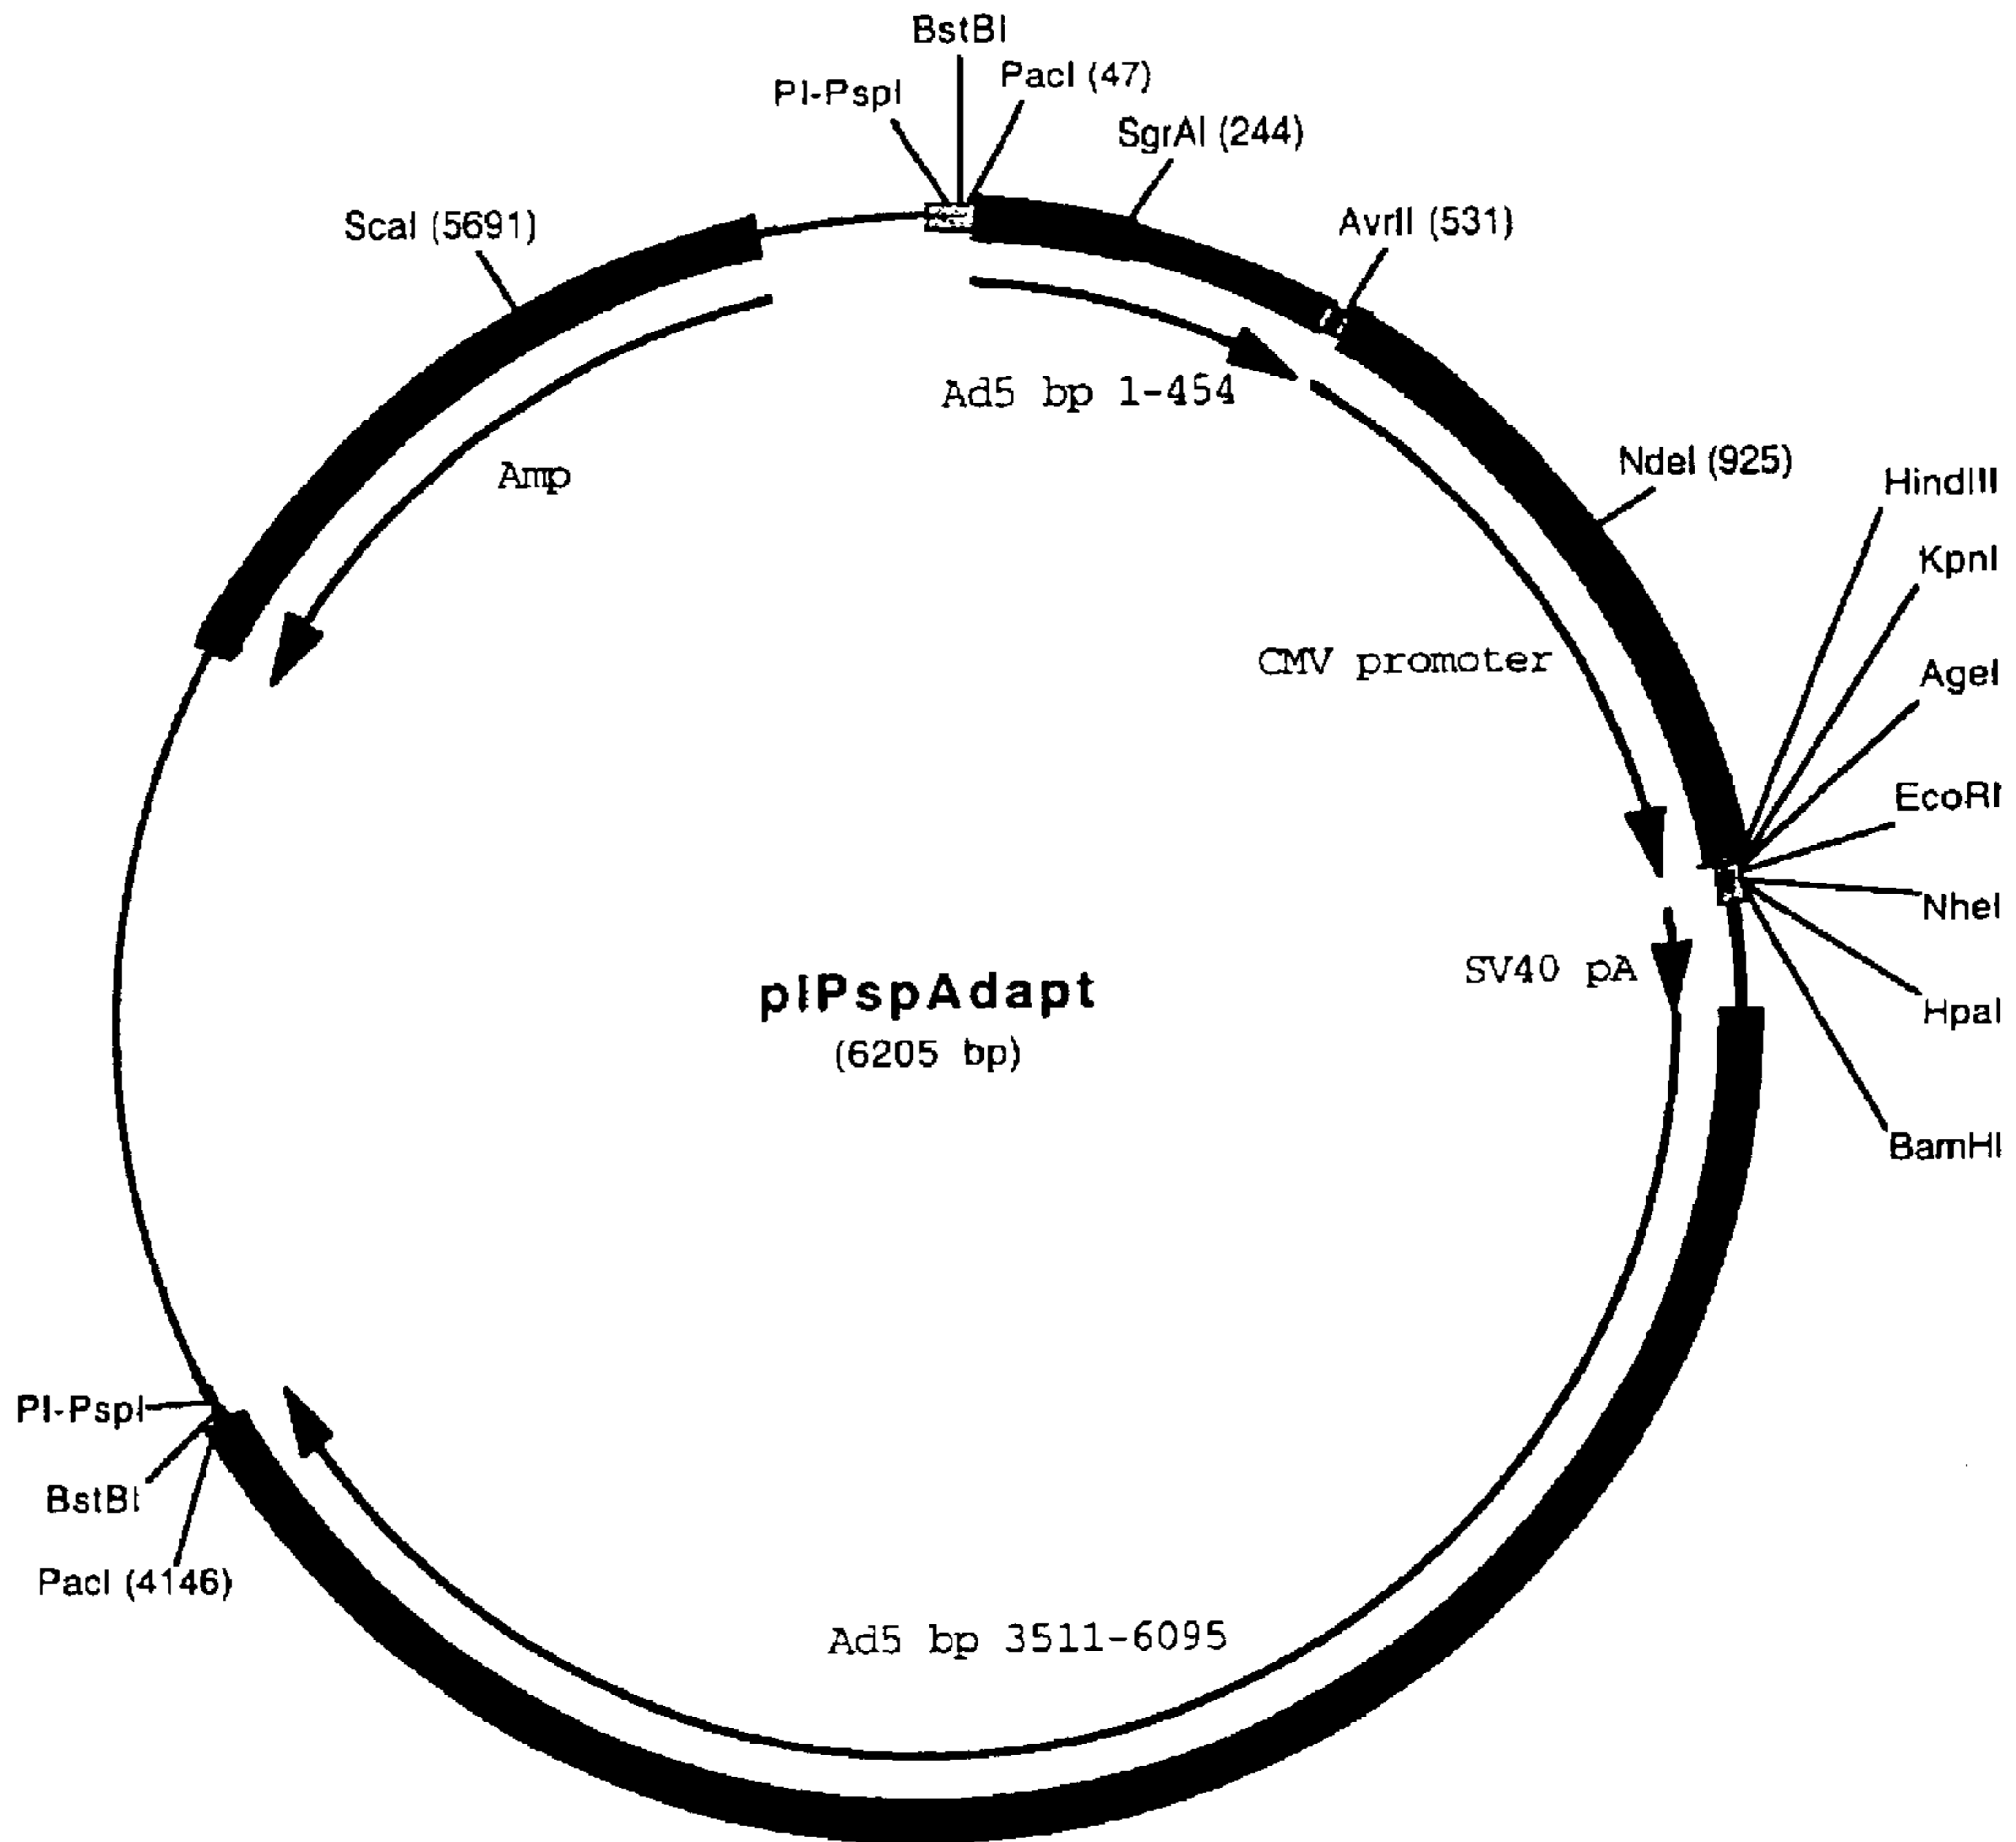 BstBI
PI-PspI
PacI (47)
SgrAI (244)
ScaI (5691)
AvrII (531)
Ad5 bp 1-454
Amp
NdeI (925)
HindIII
KpnI
CMV promoter
AgeI
EcoRI
NheI
SV40 pA
pIPspAdapt
(6205 bp)
HpaI
BamHI
PI-PspI
BstBI
PacI (4146)
Ad5 bp 3511-6095